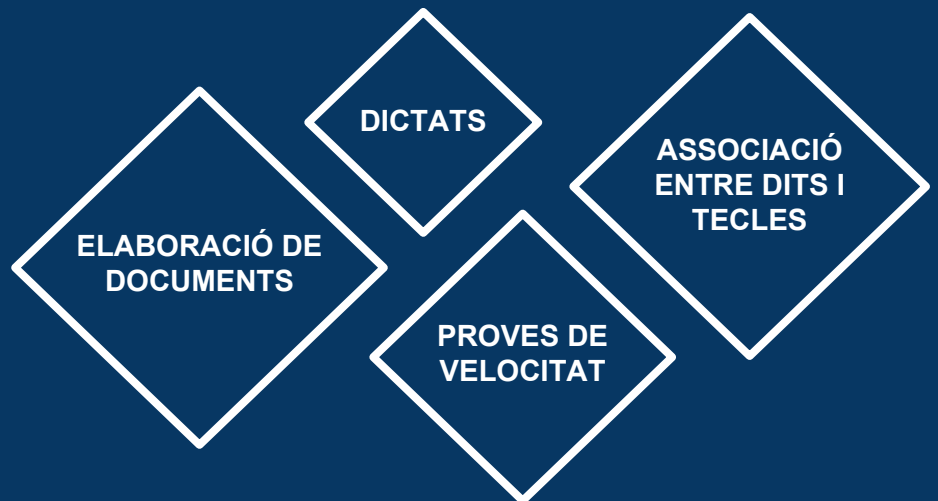 DICTATS
ASSOCIACIÓ
ENTRE DITS I
TECLES
ELABORACIÓ DE
DOCUMENTS
PROVES DE
VELOCITAT